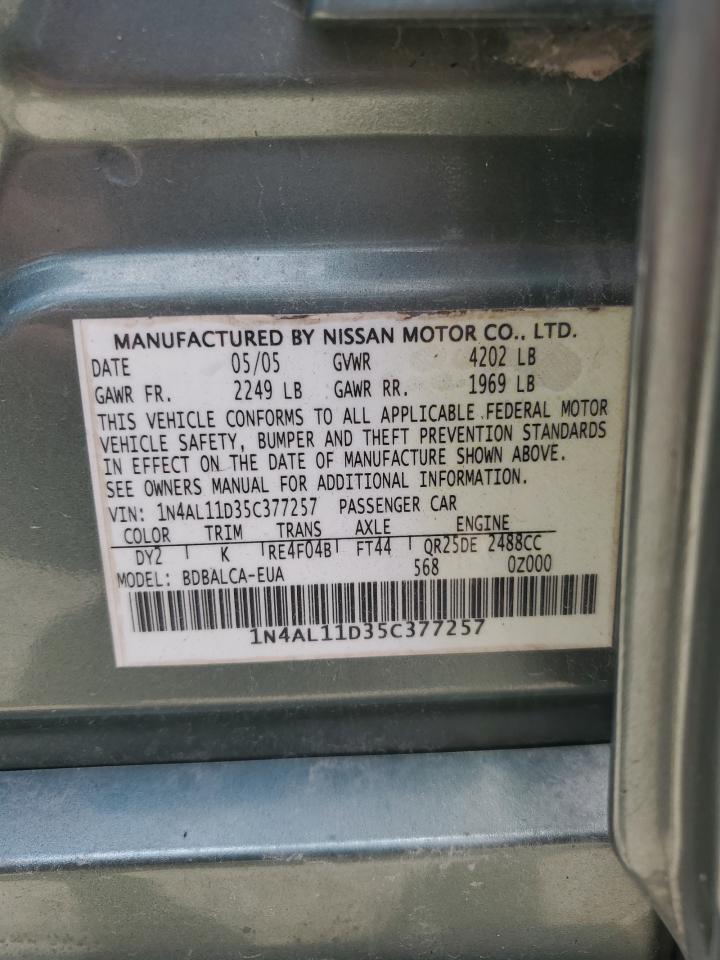 MANUFACTURED BY NISSAN MOTOR CO., LTD.
DATE 05/05 GVWR 4202 LB
GAWR FR. 2249 LB GAWR RR. 1969 LB
THIS VEHICLE CONFORMS TO ALL APPLICABLE FEDERAL MOTOR
VEHICLE SAFETY, BUMPER AND THEFT PREVENTION STANDARDS
IN EFFECT ON THE DATE OF MANUFACTURE SHOWN ABOVE.
SEE OWNERS MANUAL FOR ADDITIONAL INFORMATION.
VIN: 1N4AL11D35C377257 PASSENGER CAR
COLOR TRIM TRANS AXLE ENGINE
DY2 K RE4F04B FT44 QR25DE 2488CC
MODEL: BDBALCA-EUA 568 0Z000
1N4AL11D35C377257